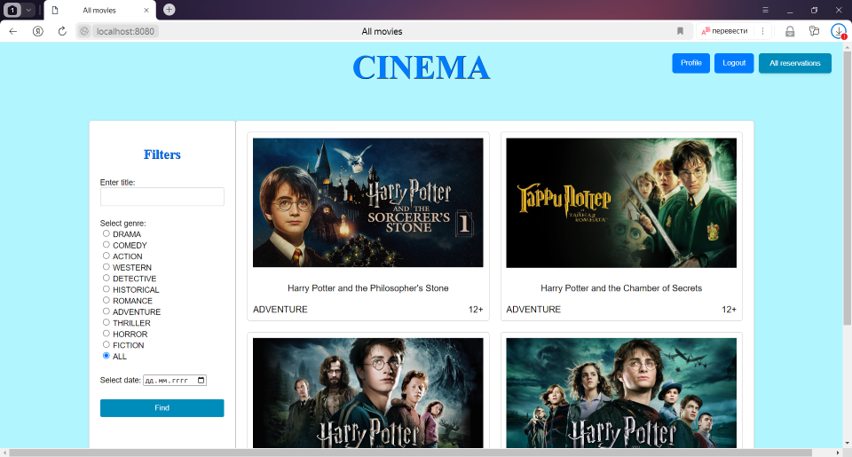 1
All movies
localhost:8080
All movies
перевести
CINEMA
Profile
Logout
All reservations
Filters
Enter title:
Select genre:
DRAMA
COMEDY
ACTION
WESTERN
DETECTIVE
HISTORICAL
ROMANCE
ADVENTURE
THRILLER
HORROR
FICTION
ALL
Select date: дд.мм.гггг
Find
Harry Potter
AND THE
SORCERER'S
STONE
1
Harry Potter and the Philosopher's Stone
ADVENTURE 12+
Гарри Поттер
и ТАЙНАЯ
КОМНАТА
Harry Potter and the Chamber of Secrets
ADVENTURE 12+
Harry Potter
Harry Potter